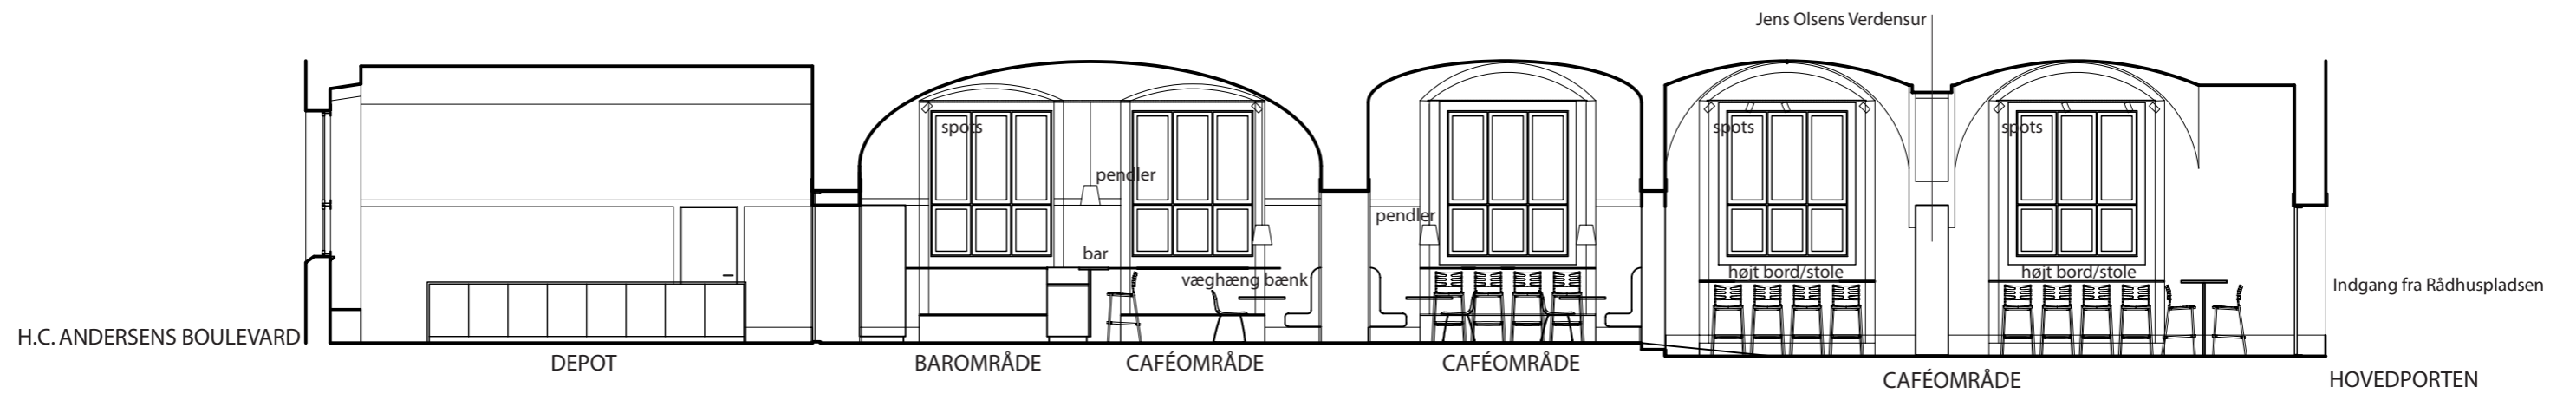 Jens Olsens Verdensur
spots
spots
spots
pendler
pendler
bar
væghæng bænk
højt bord/stole
højt bord/stole
Indgang fra Rådhuspladsen
H.C. ANDERSENS BOULEVARD
DEPOT
BAROMRÅDE
CAFÉOMRÅDE
CAFÉOMRÅDE
CAFÉOMRÅDE
HOVEDPORTEN